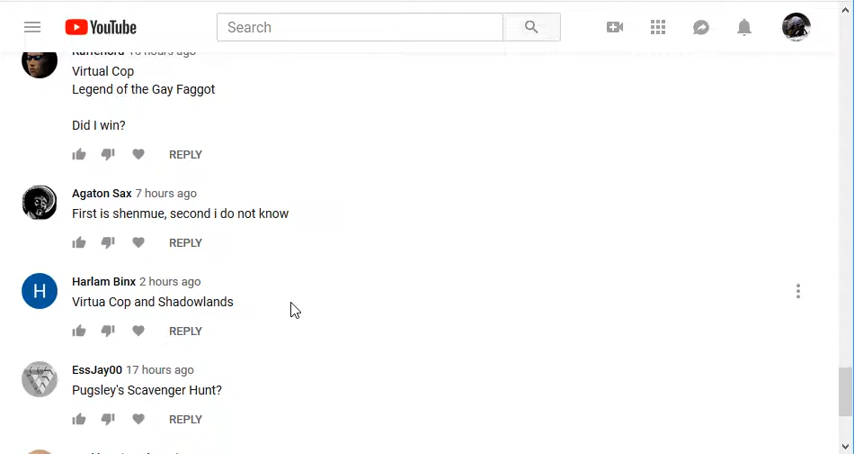 YouTube
Search
Virtual Cop
Legend of the Gay Faggot
Did I win?
REPLY
Agaton Sax 7 hours ago
First is shenmue, second i do not know
REPLY
H
Harlam Binx 2 hours ago
Virtua Cop and Shadowlands
REPLY
EssJay00 17 hours ago
Pugsley's Scavenger Hunt?
REPLY